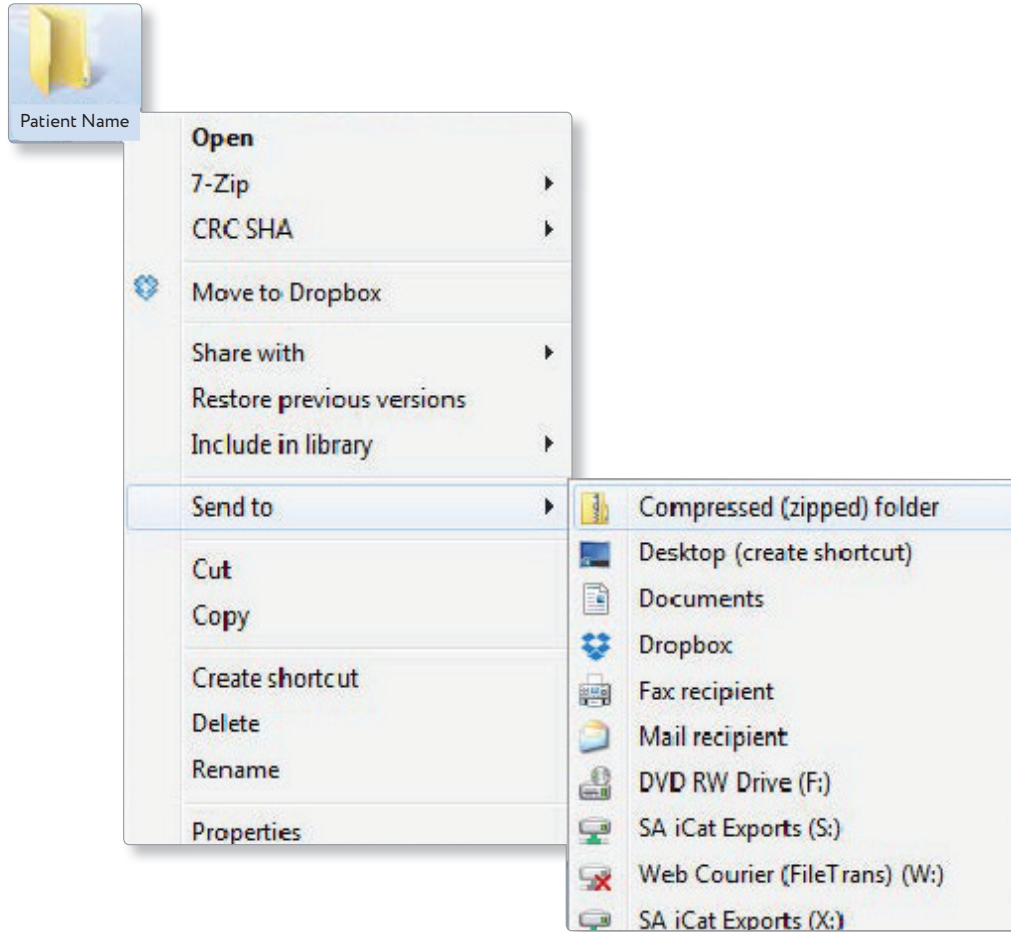 Patient Name
Open
7-Zip
CRC SHA
Move to Dropbox
Share with
Restore previous versions
Include in library
Send to
Cut
Copy
Create shortcut
Delete
Rename
Properties
Compressed (zipped) folder
Desktop (create shortcut)
Documents
Dropbox
Fax recipient
Mail recipient
DVD RW Drive (F:)
SA iCat Exports (S:)
Web Courier (FileTrans) (W:)
SA iCat Exports (X:)